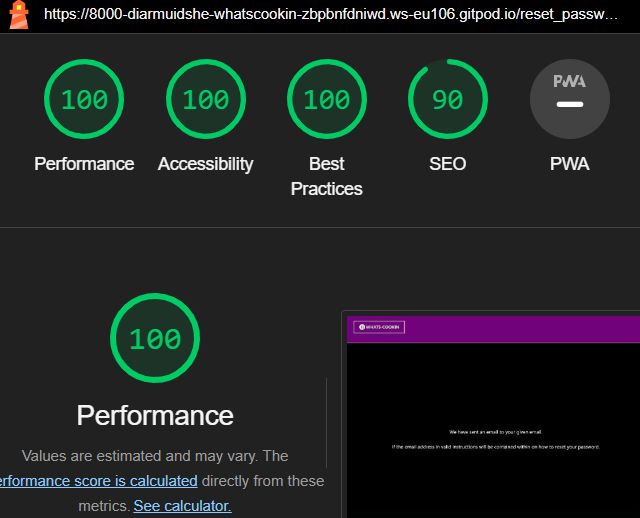 https://8000-diarmuidshe-whatscookin-zbpbnfdniwd.ws-eu106.gitpod.io/reset_passw...
100 100 100 90 PWA
Performance Accessibility Best Practices SEO PWA
100
WHATS-COOKIN
Performance
We have sent an email to your given email.
If the email address in valid instructions will be contained within on how to reset your password.
Values are estimated and may vary. The
erformance score is calculated directly from these
metrics. See calculator.